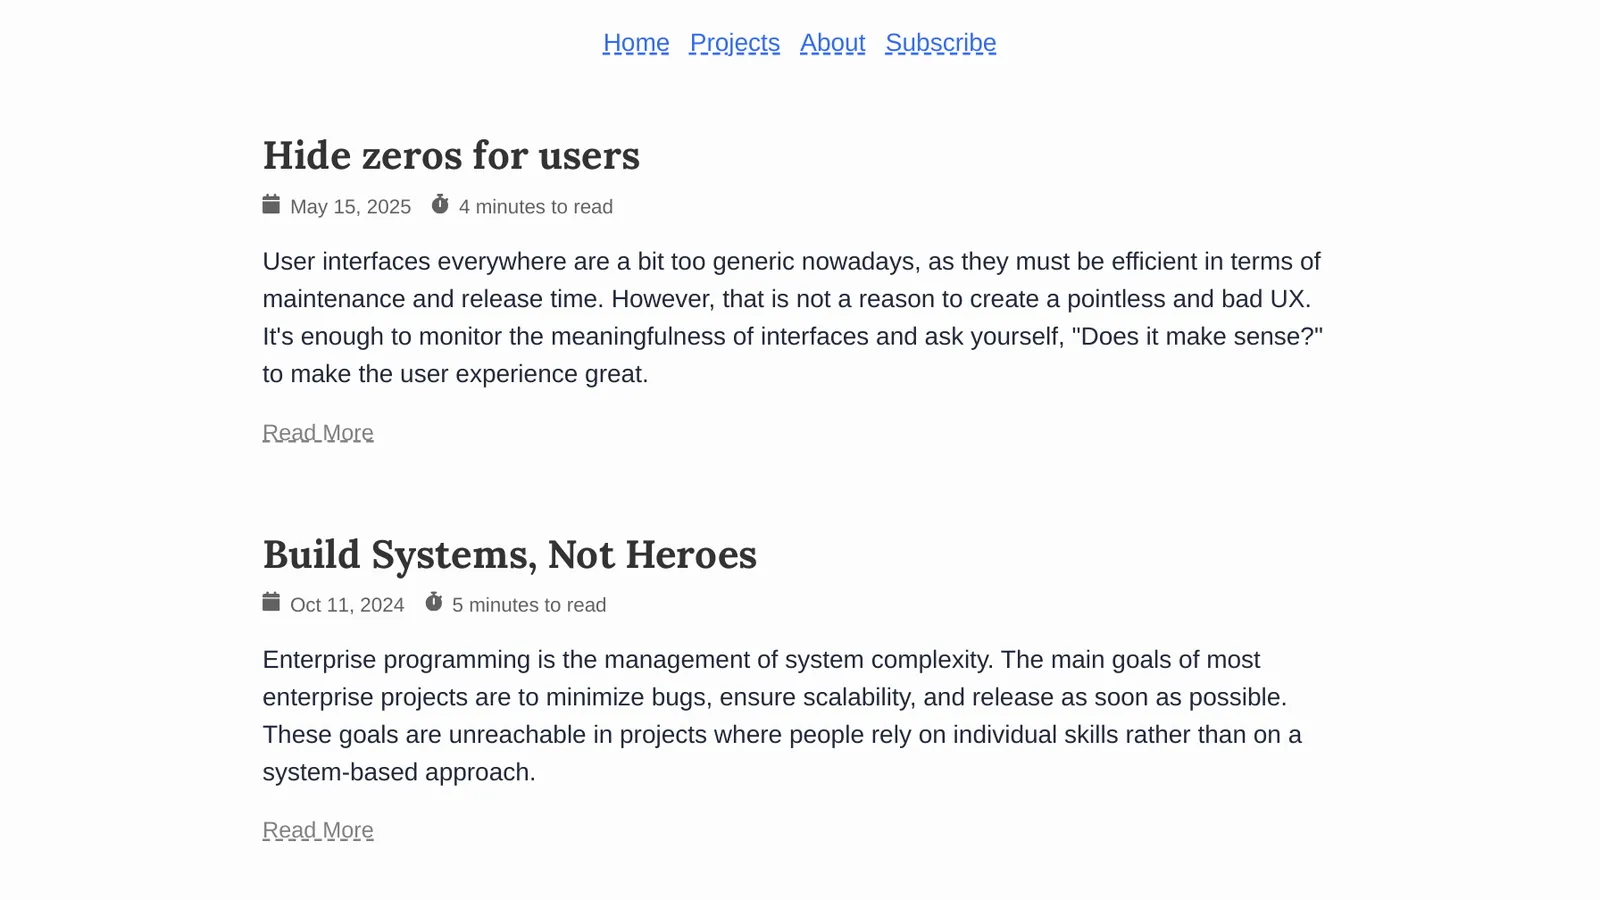 Home Projects About Subscribe
Hide zeros for users
May 15, 2025 4 minutes to read
User interfaces everywhere are a bit too generic nowadays, as they must be efficient in terms of
maintenance and release time. However, that is not a reason to create a pointless and bad UX.
It's enough to monitor the meaningfulness of interfaces and ask yourself, "Does it make sense?"
to make the user experience great.
Read More
Build Systems, Not Heroes
Oct 11, 2024 5 minutes to read
Enterprise programming is the management of system complexity. The main goals of most
enterprise projects are to minimize bugs, ensure scalability, and release as soon as possible.
These goals are unreachable in projects where people rely on individual skills rather than on a
system-based approach.
Read More